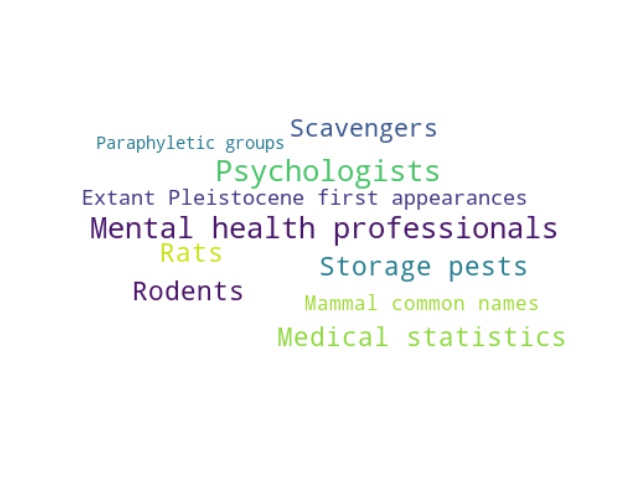 Scavengers
Paraphyletic groups
Psychologists
Extant Pleistocene first appearances
Mental health professionals
Rats
Storage pests
Rodents
Mammal common names
Medical statistics